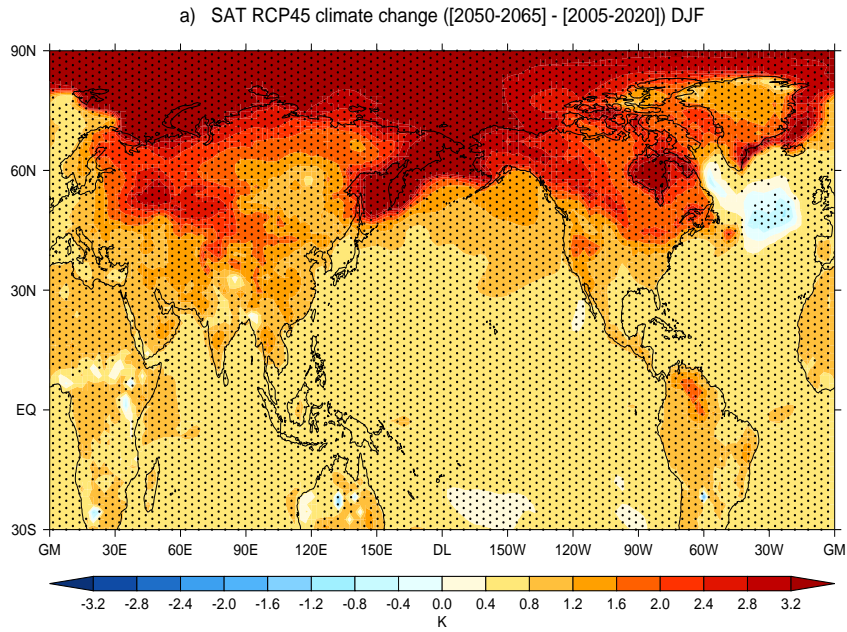 a) SAT RCP45 climate change ([2050-2065] - [2005-2020]) DJF
90N
60N
30N
EQ
30S
GM 30E 60E 90E 120E 150E DL 150W 120W 90W 60W 30W GM
-3.2 -2.8 -2.4 -2.0 -1.6 -1.2 -0.8 -0.4 0.0 0.4 0.8 1.2 1.6 2.0 2.4 2.8 3.2
K